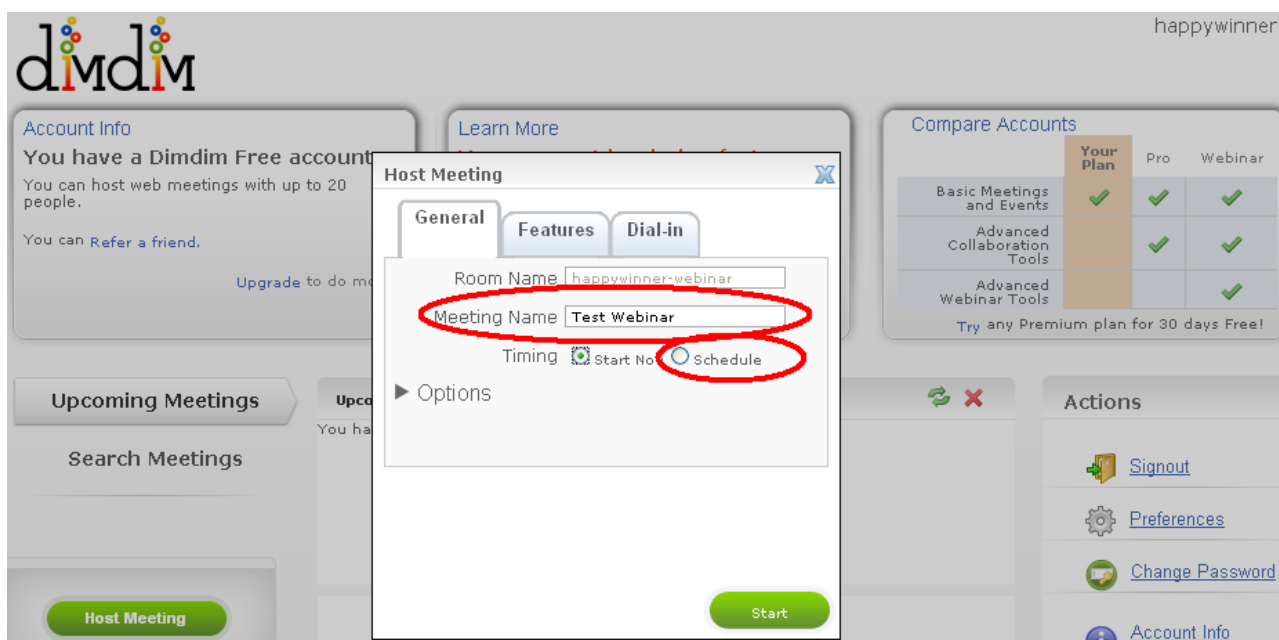 happywinner
dimdim
Account Info
You have a Dimdim Free account
You can host web meetings with up to 20
people.
You can Refer a friend.
Upgrade to do mo
Learn More
Compare Accounts
Your Plan
Pro
Webinar
Basic Meetings
and Events
Advanced
Collaboration
Tools
Advanced
Webinar Tools
Try any Premium plan for 30 days Free!
Host Meeting
General
Features
Dial-in
Room Name happywinner-webinar
Meeting Name Test Webinar
Timing Start No Schedule
Options
Start
Upcoming Meetings
Search Meetings
Host Meeting
Upco
You ha
Actions
Signout
Preferences
Change Password
Account Info